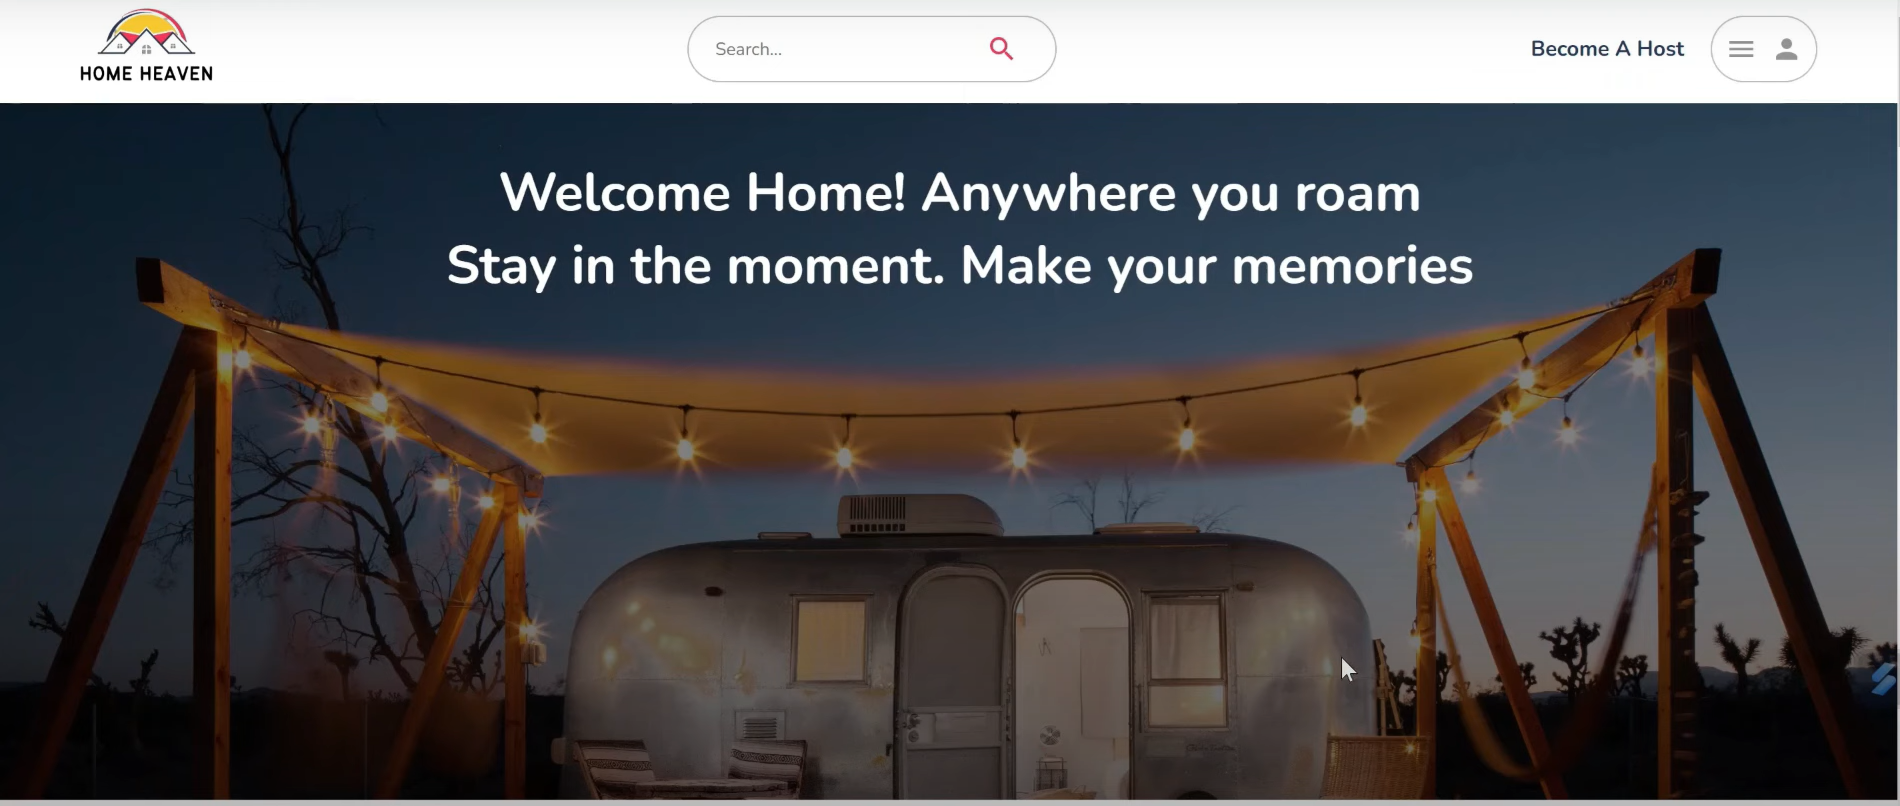 HOME HEAVEN
Search...
Become A Host
Welcome Home! Anywhere you roam
Stay in the moment. Make your memories